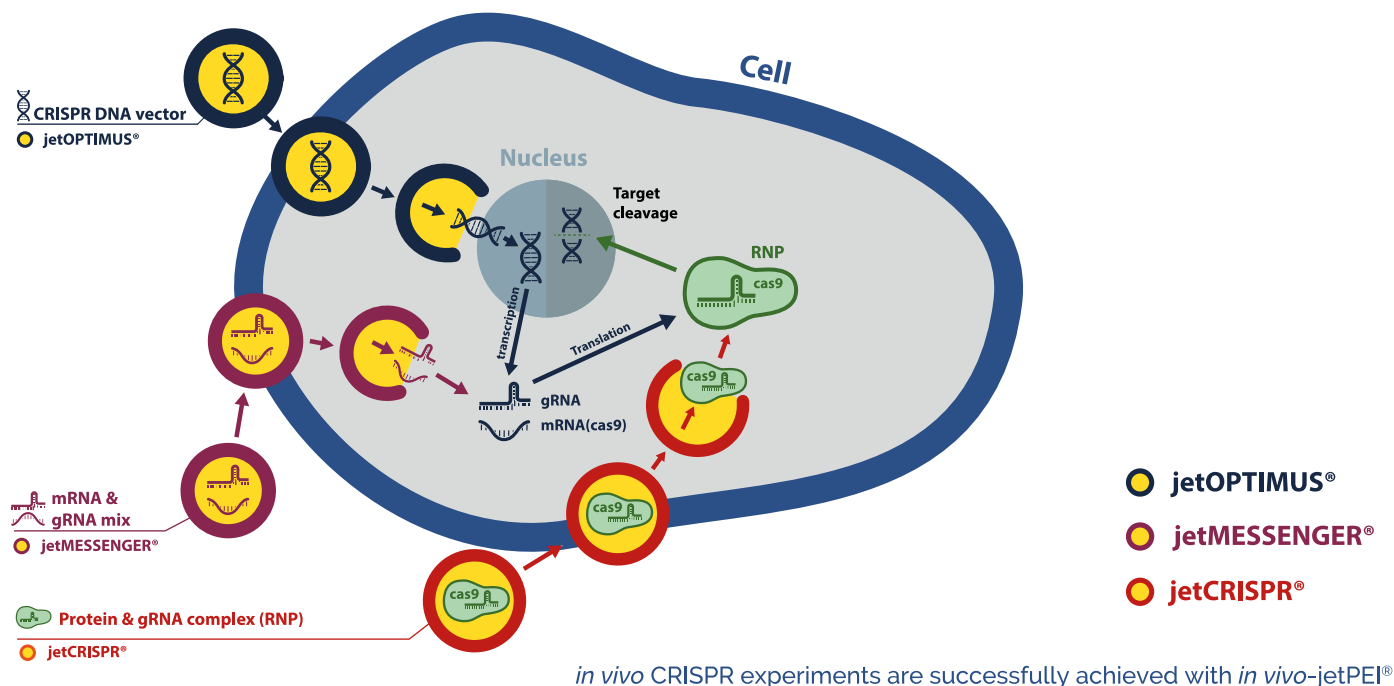 Cell
CRISPR DNA vector
jetOPTIMUS®
Nucleus
Target
cleavage
RNP
cas9
transcription
Translation
gRNA
mRNA(cas9)
cas9
cas9
cas9
mRNA &
gRNA mix
jetMESSENGER®
Protein & gRNA complex (RNP)
jetCRISPR®
jetOPTIMUS®
jetMESSENGER®
jetCRISPR®
in vivo CRISPR experiments are successfully achieved with in vivo-jetPEI®